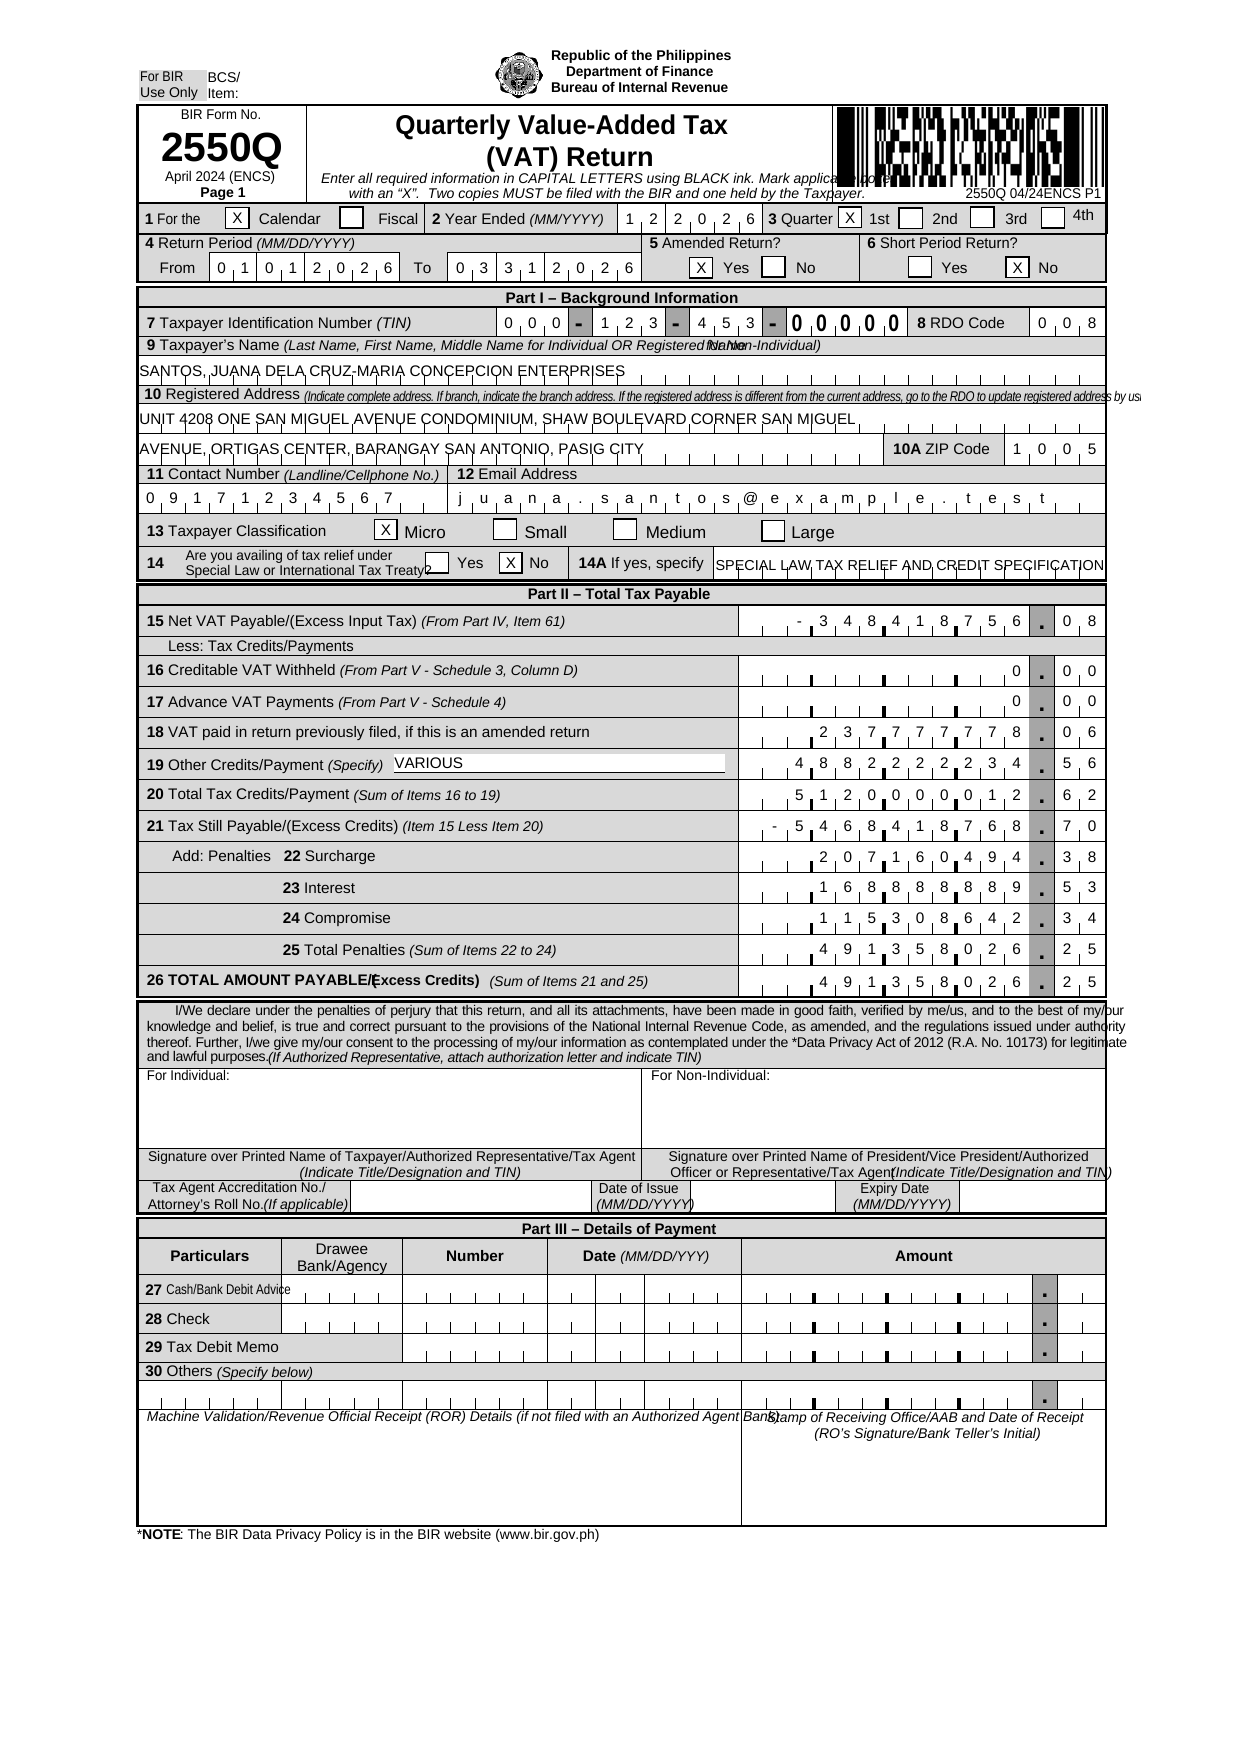 Republic of the Philippines
Department of Finance
Bureau of Internal Revenue
For BIR Use Only
BCS/ Item:
BIR Form No.
2550Q
April 2024 (ENCS)
Page 1
Quarterly Value-Added Tax
(VAT) Return
Enter all required information in CAPITAL LETTERS using BLACK ink. Mark applicable boxes
with an “X”. Two copies MUST be filed with the BIR and one held by the Taxpayer.
2550Q 04/24ENCS P1
1 For the X Calendar Fiscal 2 Year Ended (MM/YYYY) 1 2 2 0 2 6 3 Quarter X 1st 2nd 3rd 4th
4 Return Period (MM/DD/YYYY) 5 Amended Return? 6 Short Period Return?
From 0 1 0 1 2 0 2 6 To 0 3 3 1 2 0 2 6 X Yes No Yes X No
Part I – Background Information
7 Taxpayer Identification Number (TIN) 0 0 0 - 1 2 3 - 4 5 3 - 0 0 0 0 0 8 RDO Code 0 0 8
9 Taxpayer’s Name (Last Name, First Name, Middle Name for Individual OR Registered Name for Non-Individual)
SANTOS, JUANA DELA CRUZ-MARIA CONCEPCION ENTERPRISES
10 Registered Address (Indicate complete address. If branch, indicate the branch address. If the registered address is different from the current address, go to the RDO to update registered address by usi
UNIT 4208 ONE SAN MIGUEL AVENUE CONDOMINIUM, SHAW BOULEVARD CORNER SAN MIGUEL
AVENUE, ORTIGAS CENTER, BARANGAY SAN ANTONIO, PASIG CITY 10A ZIP Code 1 0 0 5
11 Contact Number (Landline/Cellphone No.) 12 Email Address
0 9 1 7 1 2 3 4 5 6 7 j u a n a . s a n t o s @ e x a m p l e . t e s t
13 Taxpayer Classification X Micro Small Medium Large
14 Are you availing of tax relief under Special Law or International Tax Treaty? Yes X No 14A If yes, specify SPECIAL LAW TAX RELIEF AND CREDIT SPECIFICATION
Part II – Total Tax Payable
15 Net VAT Payable/(Excess Input Tax) (From Part IV, Item 61) - 3 4 8 4 1 8 7 5 6 . 0 8
Less: Tax Credits/Payments
16 Creditable VAT Withheld (From Part V - Schedule 3, Column D) 0 . 0 0
17 Advance VAT Payments (From Part V - Schedule 4) 0 . 0 0
18 VAT paid in return previously filed, if this is an amended return 2 3 7 7 7 7 7 7 8 . 0 6
19 Other Credits/Payment (Specify) VARIOUS 4 8 8 2 2 2 2 2 3 4 . 5 6
20 Total Tax Credits/Payment (Sum of Items 16 to 19) 5 1 2 0 0 0 0 0 1 2 . 6 2
21 Tax Still Payable/(Excess Credits) (Item 15 Less Item 20) - 5 4 6 8 4 1 8 7 6 8 . 7 0
Add: Penalties 22 Surcharge 2 0 7 1 6 0 4 9 4 . 3 8
23 Interest 1 6 8 8 8 8 8 8 9 . 5 3
24 Compromise 1 1 5 3 0 8 6 4 2 . 3 4
25 Total Penalties (Sum of Items 22 to 24) 4 9 1 3 5 8 0 2 6 . 2 5
26 TOTAL AMOUNT PAYABLE/(Excess Credits) (Sum of Items 21 and 25) 4 9 1 3 5 8 0 2 6 . 2 5
I/We declare under the penalties of perjury that this return, and all its attachments, have been made in good faith, verified by me/us, and to the best of my/our
knowledge and belief, is true and correct pursuant to the provisions of the National Internal Revenue Code, as amended, and the regulations issued under authority
thereof. Further, I/we give my/our consent to the processing of my/our information as contemplated under the *Data Privacy Act of 2012 (R.A. No. 10173) for legitimate
and lawful purposes.(If Authorized Representative, attach authorization letter and indicate TIN)
For Individual: For Non-Individual:
Signature over Printed Name of Taxpayer/Authorized Representative/Tax Agent
(Indicate Title/Designation and TIN)
Signature over Printed Name of President/Vice President/Authorized
Officer or Representative/Tax Agent(Indicate Title/Designation and TIN)
Tax Agent Accreditation No./ Attorney’s Roll No.(If applicable) Date of Issue (MM/DD/YYYY) Expiry Date (MM/DD/YYYY)
Part III – Details of Payment
Particulars Drawee Bank/Agency Number Date (MM/DD/YYY) Amount
27 Cash/Bank Debit Advice .
28 Check .
29 Tax Debit Memo .
30 Others (Specify below)
.
Machine Validation/Revenue Official Receipt (ROR) Details (if not filed with an Authorized Agent Bank)
Stamp of Receiving Office/AAB and Date of Receipt
(RO’s Signature/Bank Teller’s Initial)
*NOTE: The BIR Data Privacy Policy is in the BIR website (www.bir.gov.ph)